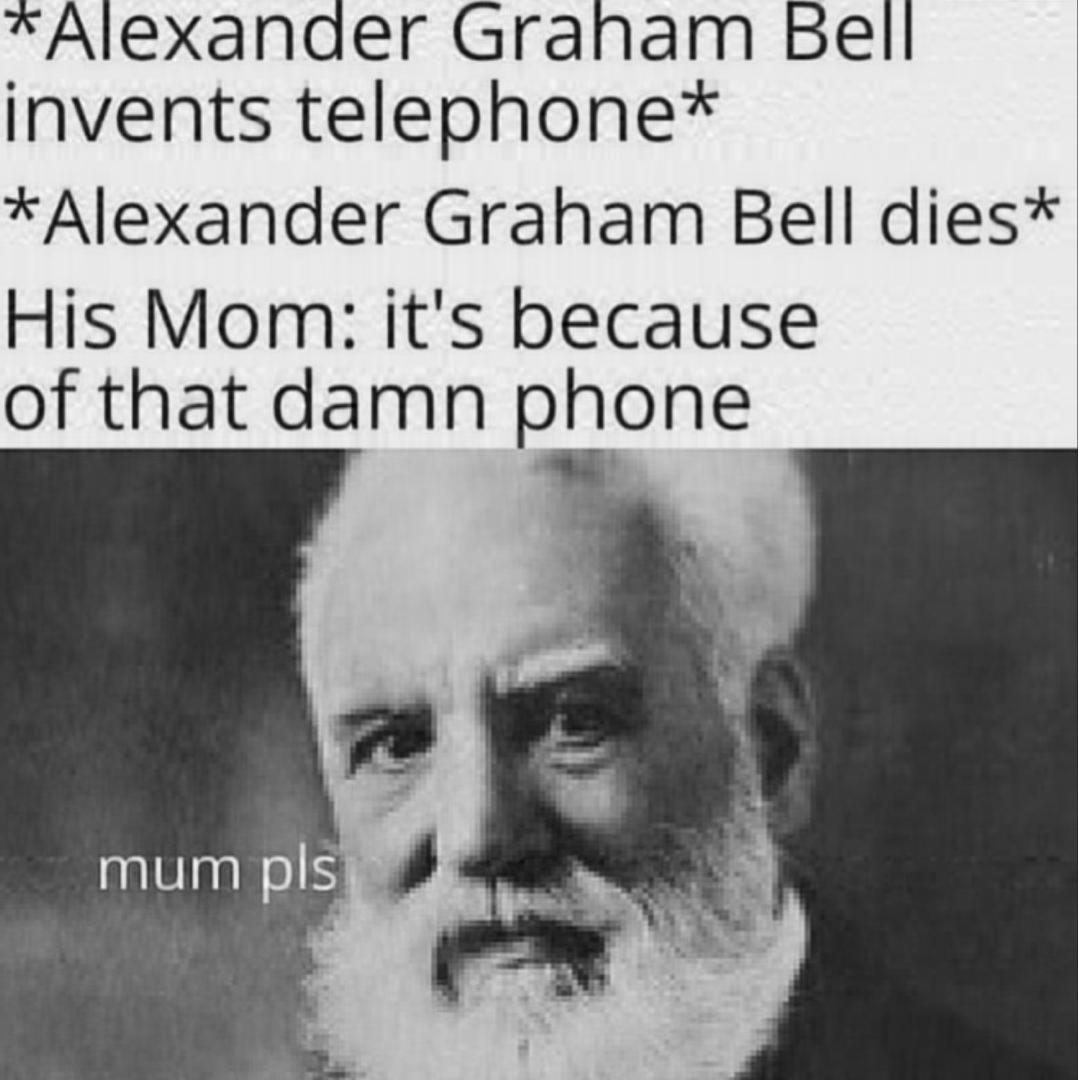 *Alexander Graham Bell
invents telephone*
*Alexander Graham Bell dies*
His Mom: it's because
of that damn phone
mum pls